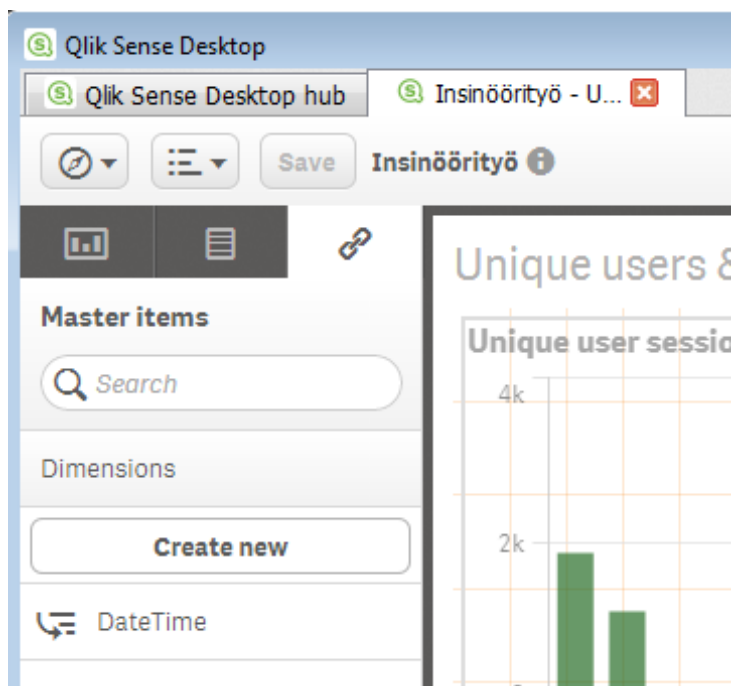 Qlik Sense Desktop
Qlik Sense Desktop hub
Insinöörityö - U...
Save
Insinöörityö
Unique users &
Master items
Unique user sessio
Search
4k
Dimensions
Create new
2k
DateTime